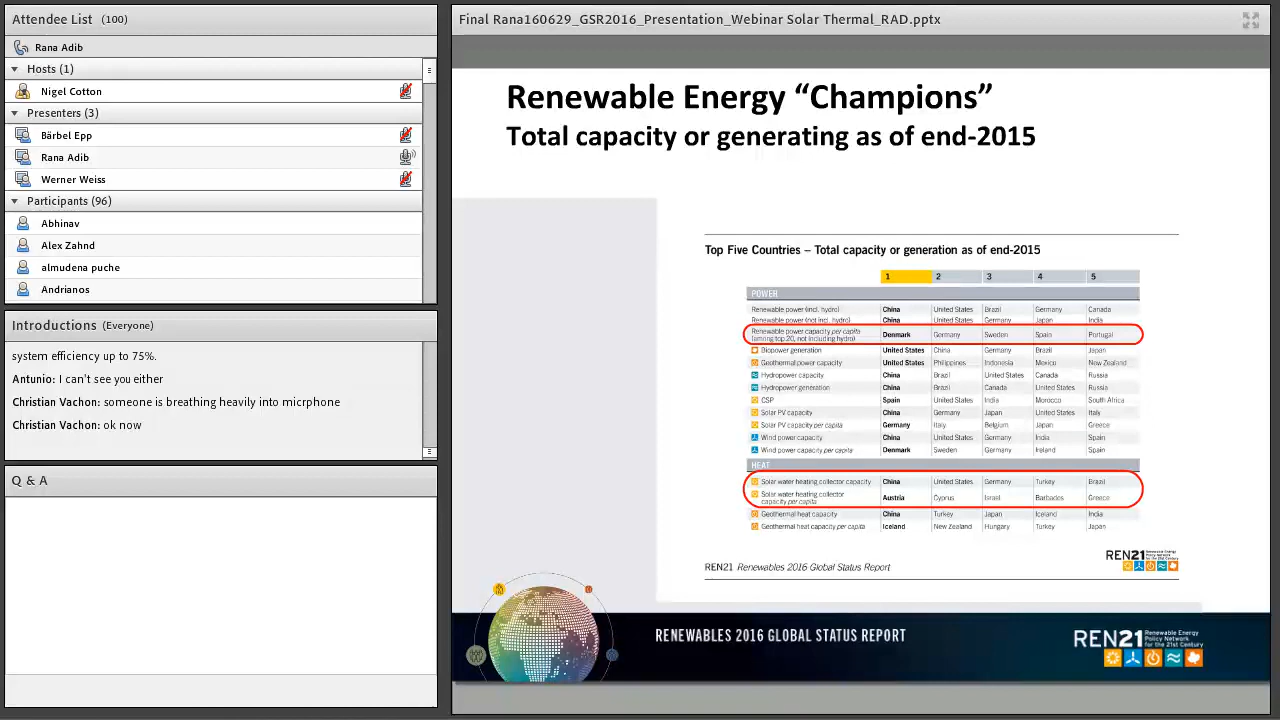 Attendee List (100)
Rana Adib
Hosts (1)
Nigel Cotton
Presenters (3)
Bärbel Epp
Rana Adib
Werner Weiss
Participants (96)
Abhinav
Alex Zahnd
almudena puche
Andrianos
Introductions (Everyone)
system efficiency up to 75%.
Antunio: I can't see you either
Christian Vachon: someone is breathing heavily into micrphone
Christian Vachon: ok now
Q & A
Final Rana160629_GSR2016_Presentation_Webinar Solar Thermal_RAD.pptx
Renewable Energy “Champions”
Total capacity or generating as of end-2015
Top Five Countries – Total capacity or generation as of end-2015
1 2 3 4 5
POWER
Renewable power (incl. hydro) China United States Brazil Germany Canada
Renewable power (not incl. hydro) China United States Germany Japan India
Renewable power capacity per capita
(among top 20, not including hydro) Denmark Germany Sweden Spain Portugal
Biopower generation United States China Germany Brazil Japan
Geothermal power capacity United States Philippines Indonesia Mexico New Zealand
Hydropower capacity China Brazil United States Canada Russia
Hydropower generation China Brazil Canada United States Russia
CSP Spain United States India Morocco South Africa
Solar PV capacity China Germany Japan United States Italy
Solar PV capacity per capita Germany Italy Belgium Japan Greece
Wind power capacity China United States Germany India Spain
Wind power capacity per capita Denmark Sweden Germany Ireland Spain
HEAT
Solar water heating collector capacity China United States Germany Turkey Brazil
Solar water heating collector
capacity per capita Austria Cyprus Israel Barbados Greece
Geothermal heat capacity China Turkey Japan Iceland India
Geothermal heat capacity per capita Iceland New Zealand Hungary Turkey Japan
REN21 Renewables 2016 Global Status Report
REN21 Renewable Energy
Policy Network
for the 21st Century
RENEWABLES 2016 GLOBAL STATUS REPORT
REN21 Renewable Energy
Policy Network
for the 21st Century